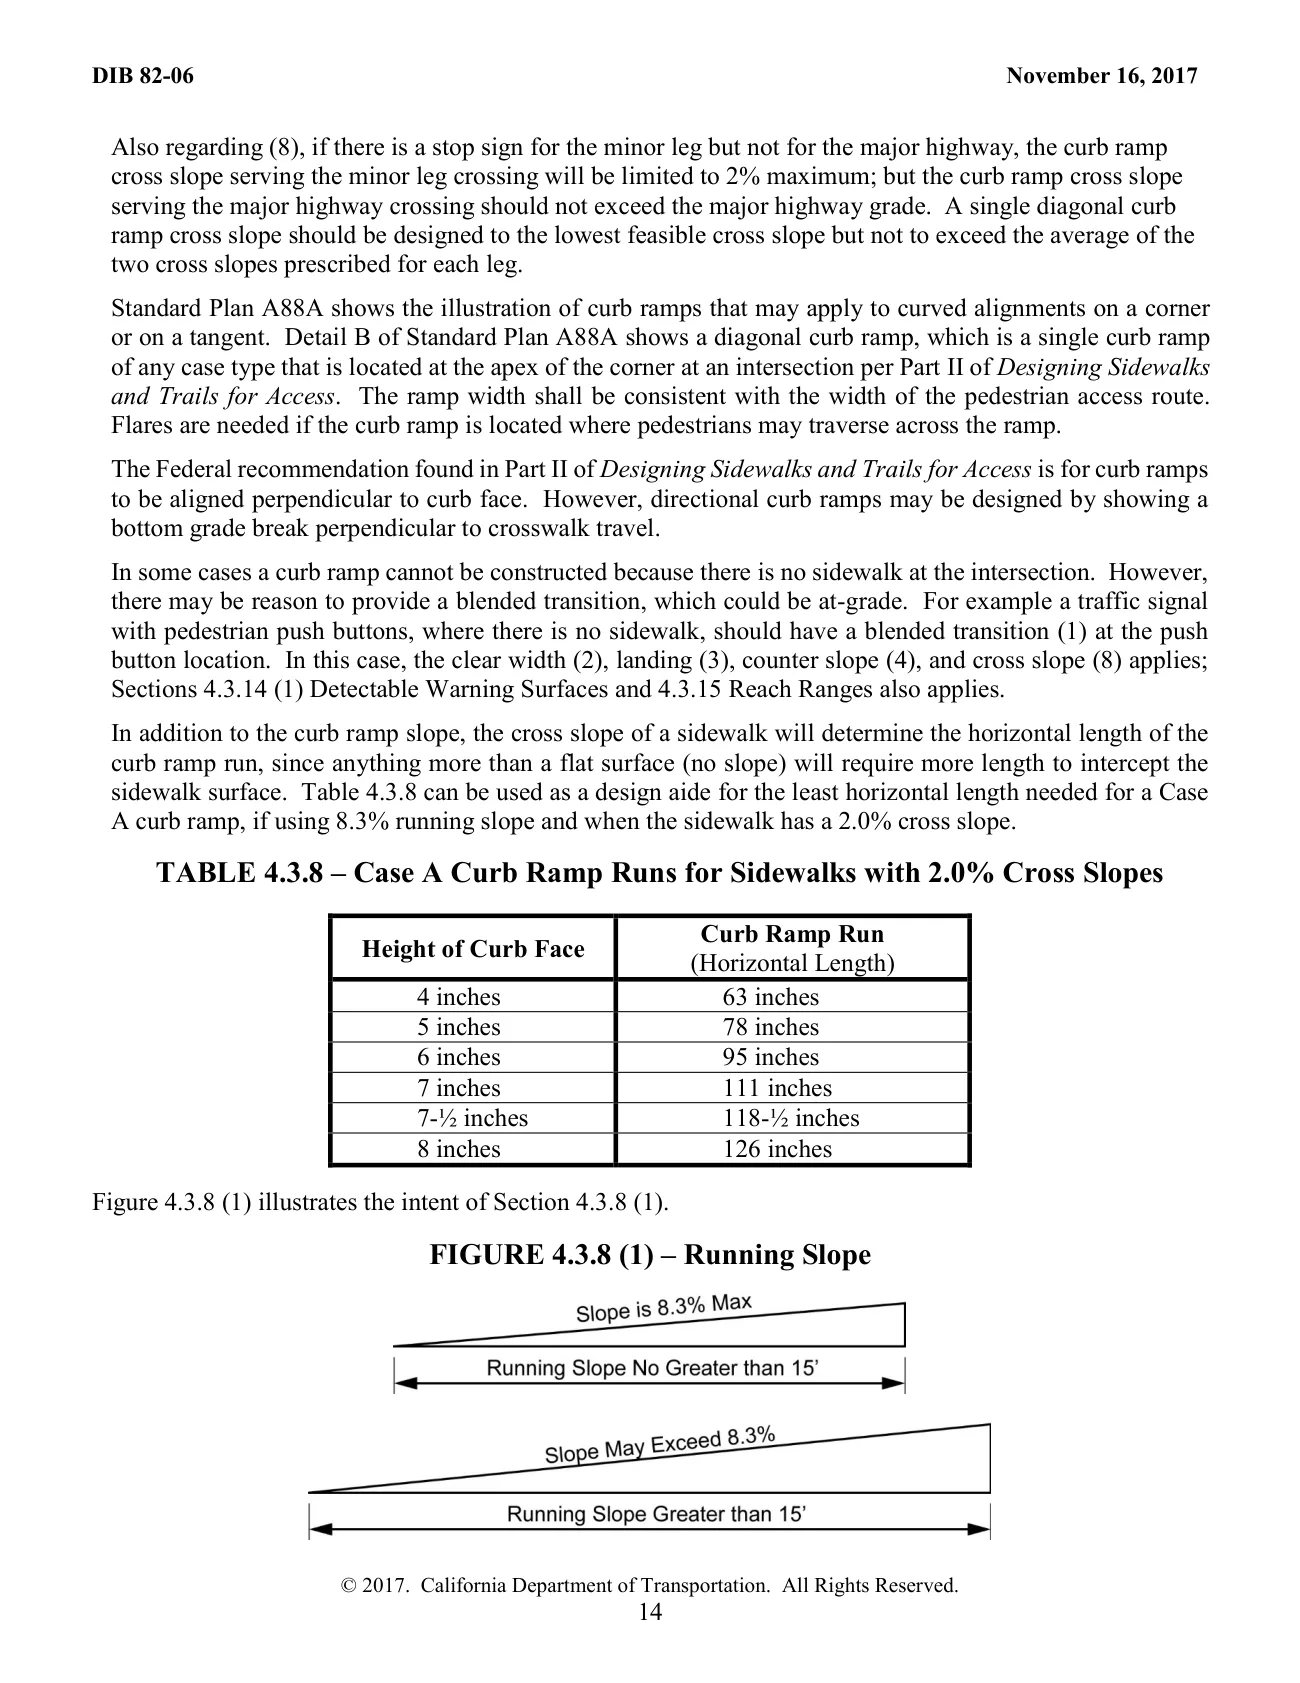 DIB 82-06 November 16, 2017
Also regarding (8), if there is a stop sign for the minor leg but not for the major highway, the curb ramp
cross slope serving the minor leg crossing will be limited to 2% maximum; but the curb ramp cross slope
serving the major highway crossing should not exceed the major highway grade. A single diagonal curb
ramp cross slope should be designed to the lowest feasible cross slope but not to exceed the average of the
two cross slopes prescribed for each leg.
Standard Plan A88A shows the illustration of curb ramps that may apply to curved alignments on a corner
or on a tangent. Detail B of Standard Plan A88A shows a diagonal curb ramp, which is a single curb ramp
of any case type that is located at the apex of the corner at an intersection per Part II of Designing Sidewalks
and Trails for Access. The ramp width shall be consistent with the width of the pedestrian access route.
Flares are needed if the curb ramp is located where pedestrians may traverse across the ramp.
The Federal recommendation found in Part II of Designing Sidewalks and Trails for Access is for curb ramps
to be aligned perpendicular to curb face. However, directional curb ramps may be designed by showing a
bottom grade break perpendicular to crosswalk travel.
In some cases a curb ramp cannot be constructed because there is no sidewalk at the intersection. However,
there may be reason to provide a blended transition, which could be at-grade. For example a traffic signal
with pedestrian push buttons, where there is no sidewalk, should have a blended transition (1) at the push
button location. In this case, the clear width (2), landing (3), counter slope (4), and cross slope (8) applies;
Sections 4.3.14 (1) Detectable Warning Surfaces and 4.3.15 Reach Ranges also applies.
In addition to the curb ramp slope, the cross slope of a sidewalk will determine the horizontal length of the
curb ramp run, since anything more than a flat surface (no slope) will require more length to intercept the
sidewalk surface. Table 4.3.8 can be used as a design aide for the least horizontal length needed for a Case
A curb ramp, if using 8.3% running slope and when the sidewalk has a 2.0% cross slope.
TABLE 4.3.8 – Case A Curb Ramp Runs for Sidewalks with 2.0% Cross Slopes
Height of Curb Face Curb Ramp Run
(Horizontal Length)
4 inches 63 inches
5 inches 78 inches
6 inches 95 inches
7 inches 111 inches
7-½ inches 118-½ inches
8 inches 126 inches
Figure 4.3.8 (1) illustrates the intent of Section 4.3.8 (1).
FIGURE 4.3.8 (1) – Running Slope
Slope is 8.3% Max
Running Slope No Greater than 15’
Slope May Exceed 8.3%
Running Slope Greater than 15’
© 2017. California Department of Transportation. All Rights Reserved.
14